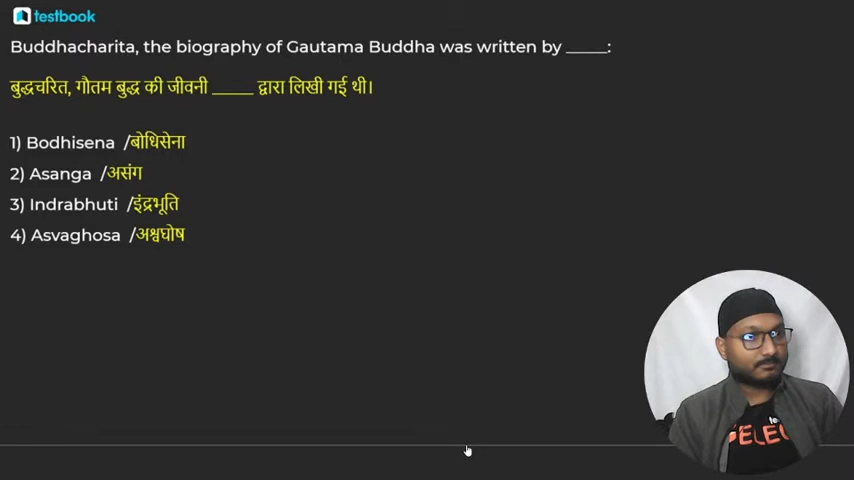 testbook
Buddhacharita, the biography of Gautama Buddha was written by _____:
बुद्धचरित, गौतम बुद्ध की जीवनी _____ द्वारा लिखी गई थी।
1) Bodhisena /बोधिसेना
2) Asanga /असंग
3) Indrabhuti /इंद्रभूति
4) Asvaghosa /अश्वघोष